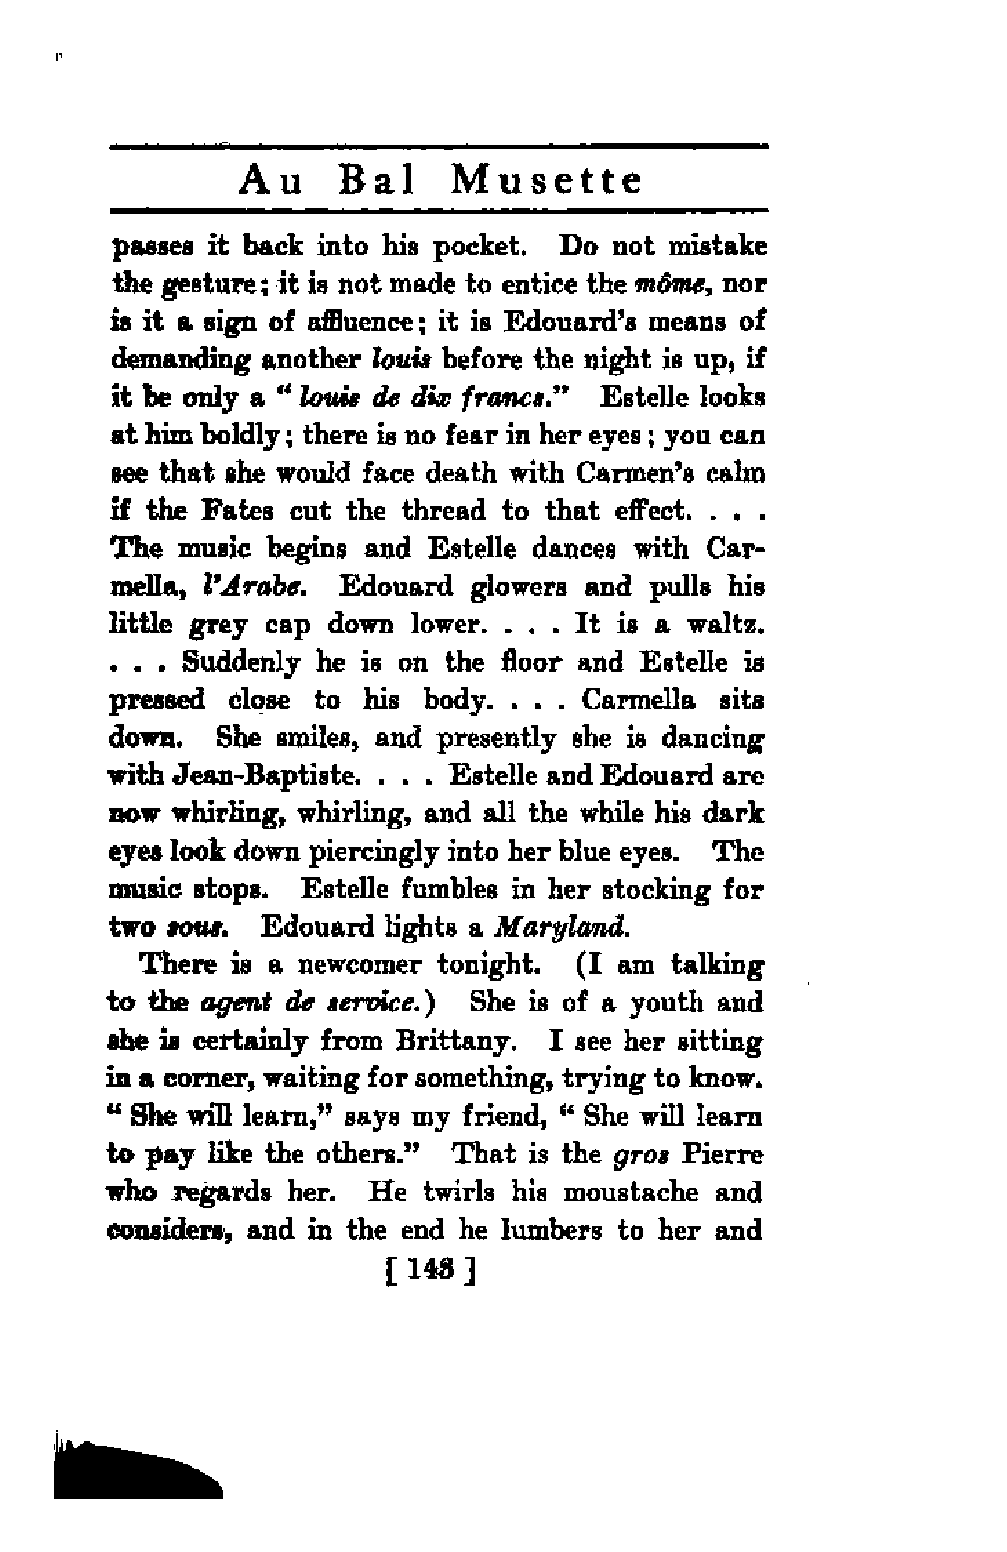 Au Bal Musette
passes it back into his pocket. Do not mistake
the gesture; it is not made to entice the môme, nor
is it a sign of affluence; it is Edouard's means of
demanding another louis before the night is up, if
it be only a “ louis de dix francs.” Estelle looks
at him boldly; there is no fear in her eyes; you can
see that she would face death with Carmen's calm
if the Fates cut the thread to that effect. . . .
The music begins and Estelle dances with Car-
mella, l'Arabe. Edouard glowers and pulls his
little grey cap down lower. . . . It is a waltz.
. . . Suddenly he is on the floor and Estelle is
pressed close to his body. . . . Carmella sits
down. She smiles, and presently she is dancing
with Jean-Baptiste. . . . Estelle and Edouard are
now whirling, whirling, and all the while his dark
eyes look down piercingly into her blue eyes. The
music stops. Estelle fumbles in her stocking for
two sous. Edouard lights a Maryland.
There is a newcomer tonight. (I am talking
to the agent de service.) She is of a youth and
she is certainly from Brittany. I see her sitting
in a corner, waiting for something, trying to know.
“ She will learn,” says my friend, “ She will learn
to pay like the others.” That is the gros Pierre
who regards her. He twirls his moustache and
considers, and in the end he lumbers to her and
[ 143 ]